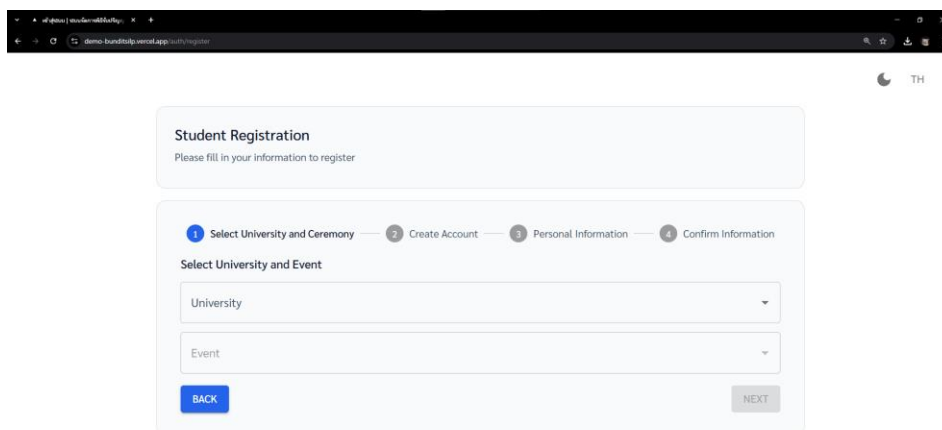 demo-bunditsilp.vercel.app/auth/register
TH
Student Registration
Please fill in your information to register
1 Select University and Ceremony 2 Create Account 3 Personal Information 4 Confirm Information
Select University and Event
University
Event
BACK NEXT